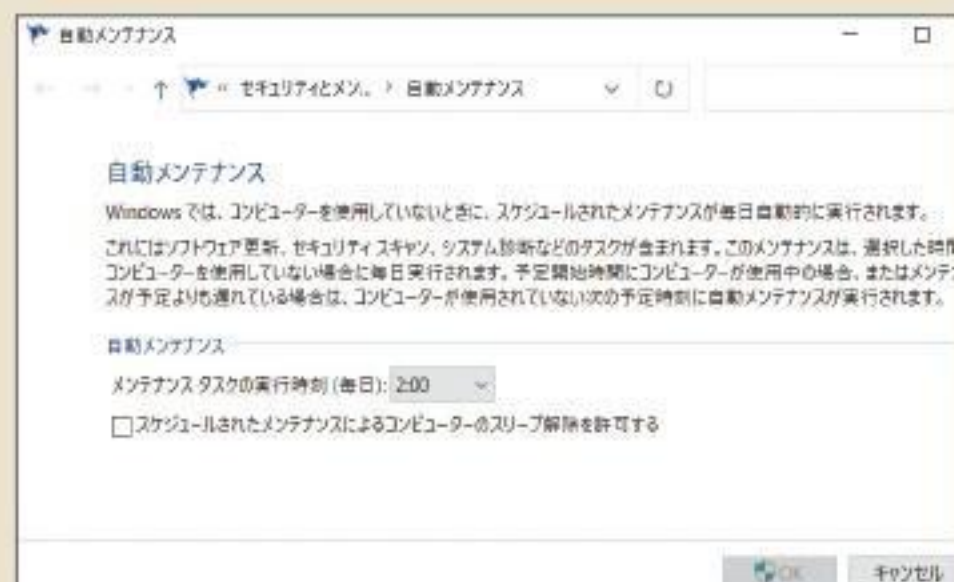 自動メンテナンス
« セキュリティとメン... › 自動メンテナンス
自動メンテナンス
Windows では、コンピューターを使用していないときに、スケジュールされたメンテナンスが毎日自動的に実行されます。
これにはソフトウェア更新、セキュリティ スキャン、システム診断などのタスクが含まれます。このメンテナンスは、選択した時間
コンピューターを使用していない場合に毎日実行されます。予定開始時間にコンピューターが使用中の場合、またはメンテ
スが予定よりも遅れている場合は、コンピューターが使用されていない次の予定時刻に自動メンテナンスが実行されます。
自動メンテナンス
メンテナンス タスクの実行時刻 (毎日): 2:00
スケジュールされたメンテナンスによるコンピューターのスリープ解除を許可する
OK キャンセル